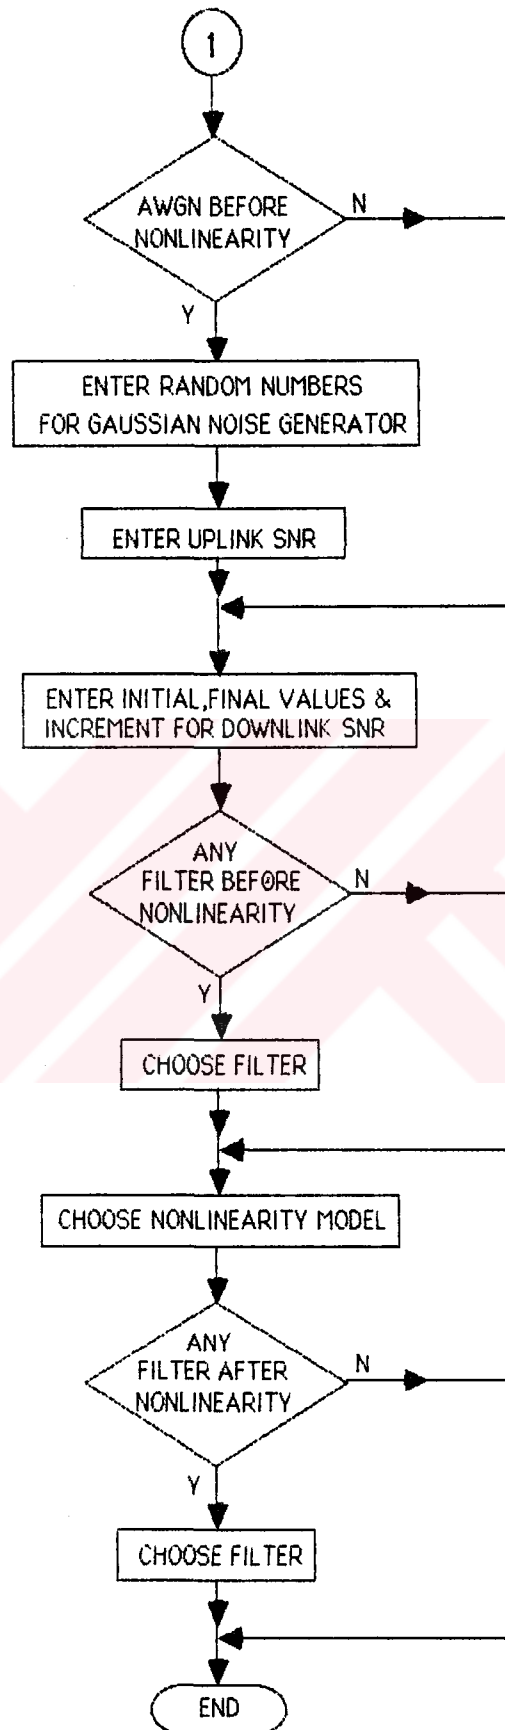 1
AWGN BEFORE
NONLINEARITY
N
Y
ENTER RANDOM NUMBERS
FOR GAUSSIAN NOISE GENERATOR
ENTER UPLINK SNR
ENTER INITIAL,FINAL VALUES &
INCREMENT FOR DOWNLINK SNR
ANY
FILTER BEFORE
NONLINEARITY
N
Y
CHOOSE FILTER
CHOOSE NONLINEARITY MODEL
ANY
FILTER AFTER
NONLINEARITY
N
Y
CHOOSE FILTER
END